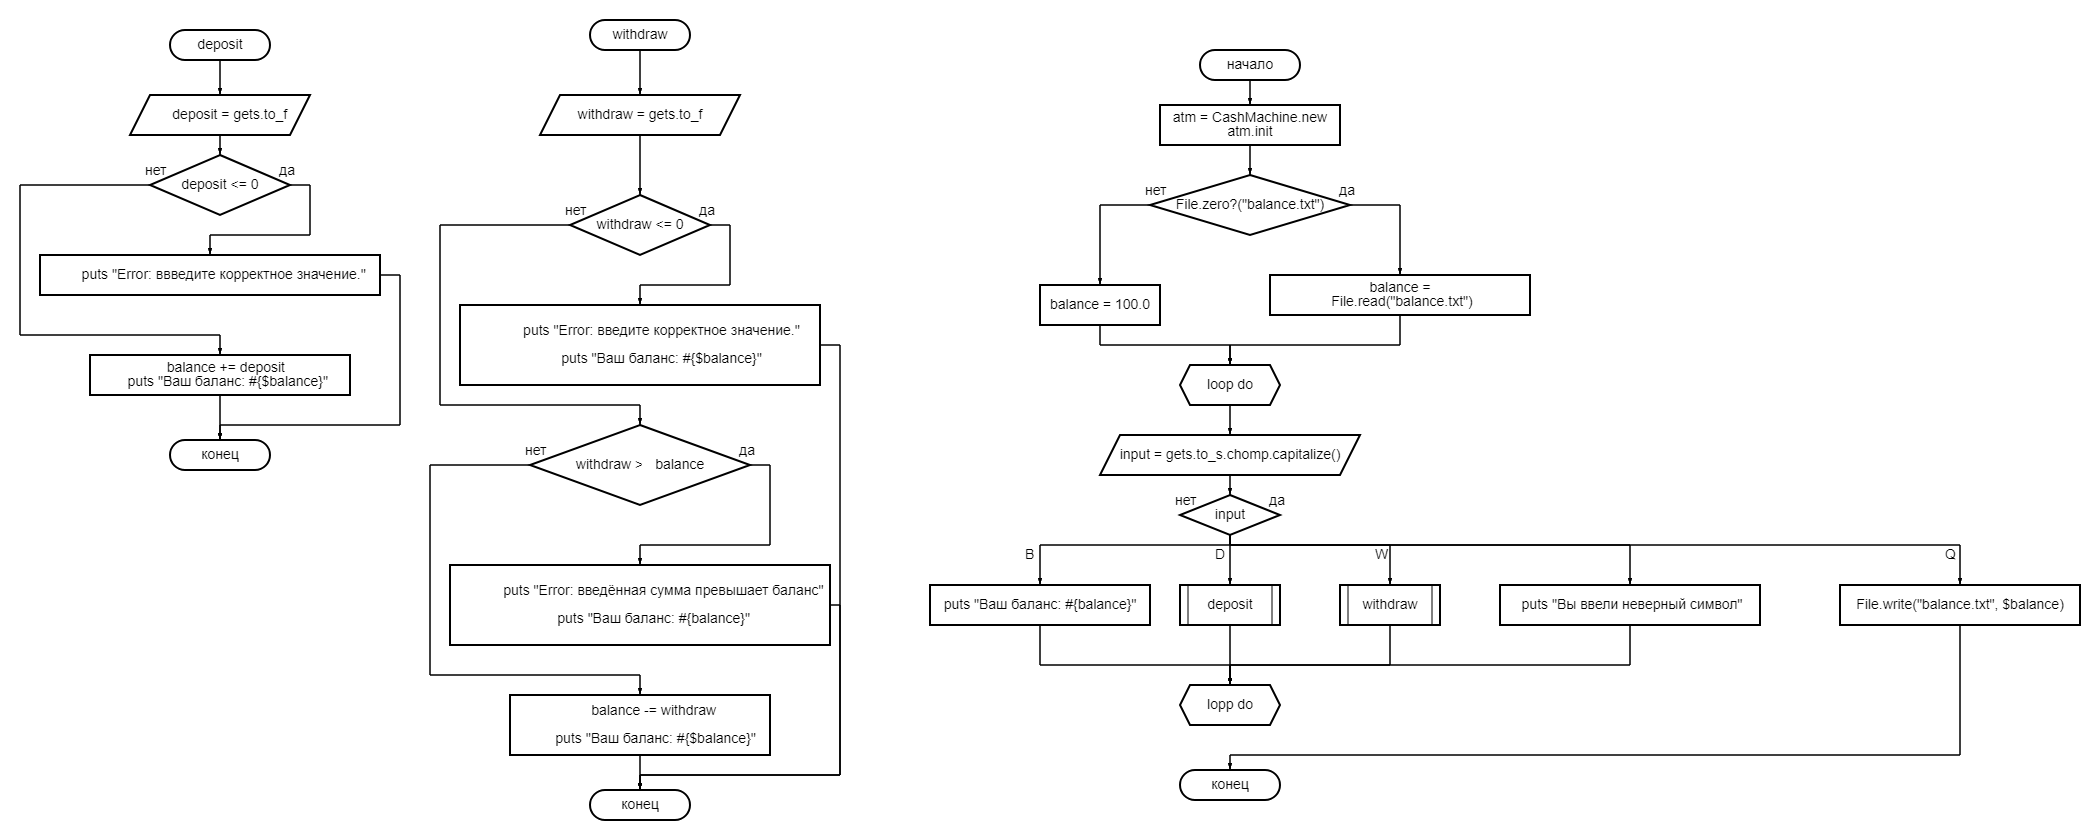 deposit
deposit = gets.to_f
нет
да
deposit <= 0
puts "Error: ввведите корректное значение."
balance += deposit
puts "Ваш баланс: #{$balance}"
конец
withdraw
withdraw = gets.to_f
нет
да
withdraw <= 0
puts "Error: введите корректное значение."
puts "Ваш баланс: #{$balance}"
нет
да
withdraw > balance
puts "Error: введённая сумма превышает баланс"
puts "Ваш баланс: #{balance}"
balance -= withdraw
puts "Ваш баланс: #{$balance}"
конец
начало
atm = CashMachine.new
atm.init
нет
да
File.zero?("balance.txt")
balance = 100.0
balance =
File.read("balance.txt")
loop do
input = gets.to_s.chomp.capitalize()
нет
да
input
B
D
W
Q
puts "Ваш баланс: #{balance}"
deposit
withdraw
puts "Вы ввели неверный символ"
File.write("balance.txt", $balance)
lopp do
конец